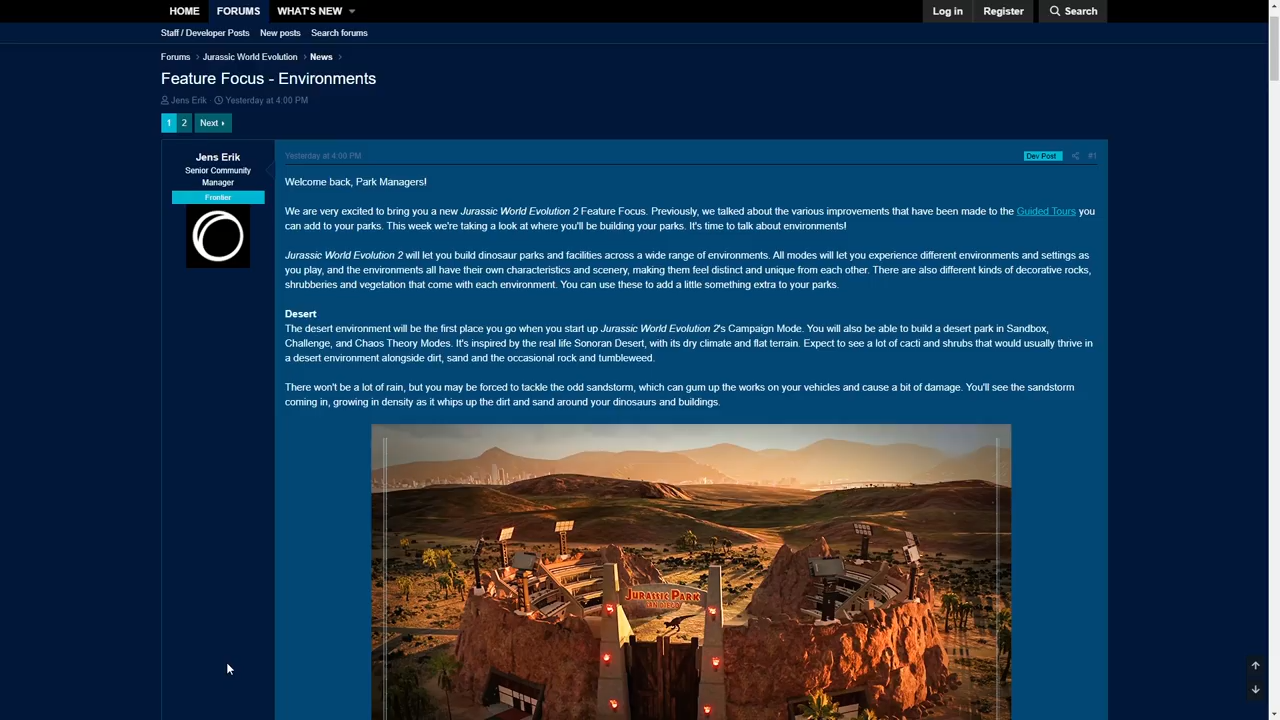 HOME FORUMS WHAT'S NEW Log in Register Search
Staff / Developer Posts New posts Search forums
Forums Jurassic World Evolution News
Feature Focus - Environments
Jens Erik Yesterday at 4:00 PM
1 2 Next
Jens Erik
Senior Community
Manager
Frontier
Yesterday at 4:00 PM Dev Post #1
Welcome back, Park Managers!
We are very excited to bring you a new Jurassic World Evolution 2 Feature Focus. Previously, we talked about the various improvements that have been made to the Guided Tours you
can add to your parks. This week we're taking a look at where you'll be building your parks. It's time to talk about environments!
Jurassic World Evolution 2 will let you build dinosaur parks and facilities across a wide range of environments. All modes will let you experience different environments and settings as
you play, and the environments all have their own characteristics and scenery, making them feel distinct and unique from each other. There are also different kinds of decorative rocks,
shrubberies and vegetation that come with each environment. You can use these to add a little something extra to your parks.
Desert
The desert environment will be the first place you go when you start up Jurassic World Evolution 2's Campaign Mode. You will also be able to build a desert park in Sandbox,
Challenge, and Chaos Theory Modes. It's inspired by the real life Sonoran Desert, with its dry climate and flat terrain. Expect to see a lot of cacti and shrubs that would usually thrive in
a desert environment alongside dirt, sand and the occasional rock and tumbleweed.
There won't be a lot of rain, but you may be forced to tackle the odd sandstorm, which can gum up the works on your vehicles and cause a bit of damage. You'll see the sandstorm
coming in, growing in density as it whips up the dirt and sand around your dinosaurs and buildings.
JURASSIC PARK
SAN DIEGO